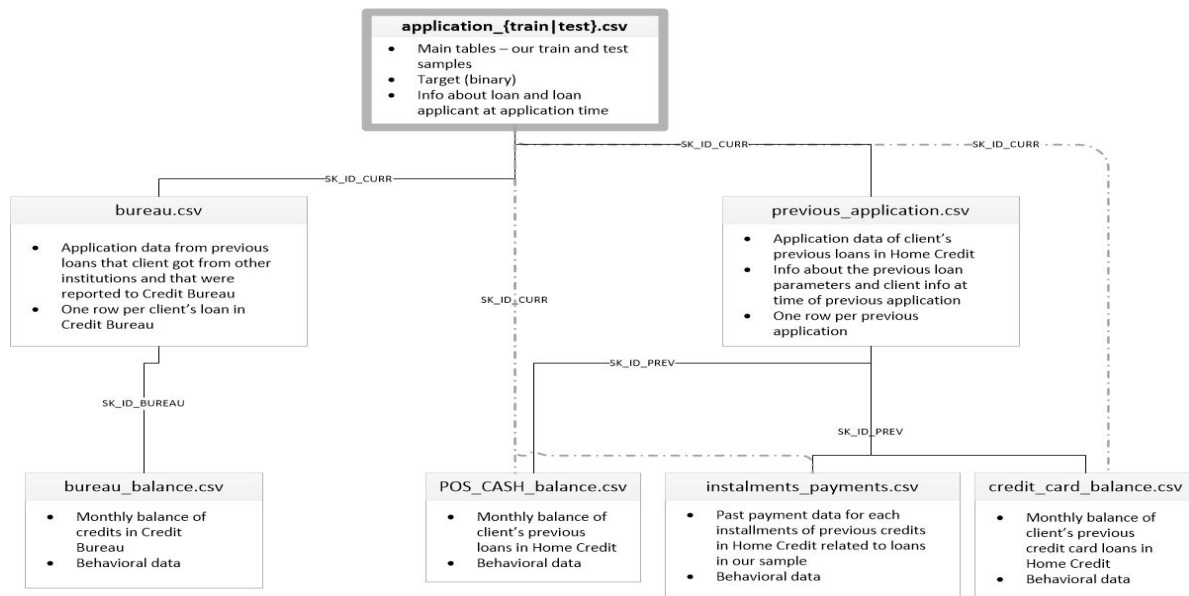 application_{train|test}.csv
● Main tables – our train and test
samples
● Target (binary)
● Info about loan and loan
applicant at application time
SK_ID_CURR
SK_ID_CURR
SK_ID_CURR
bureau.csv
● Application data from previous
loans that client got from other
institutions and that were
reported to Credit Bureau
● One row per client's loan in
Credit Bureau
previous_application.csv
● Application data of client's
previous loans in Home Credit
● Info about the previous loan
parameters and client info at
time of previous application
● One row per previous
application
SK_ID_CURR
SK_ID_PREV
SK_ID_BUREAU
SK_ID_PREV
bureau_balance.csv
● Monthly balance of
credits in Credit
Bureau
● Behavioral data
POS_CASH_balance.csv
● Monthly balance of
client's previous
loans in Home Credit
● Behavioral data
instalments_payments.csv
● Past payment data for each
installments of previous credits
in Home Credit related to loans
in our sample
● Behavioral data
credit_card_balance.csv
● Monthly balance of
client's previous
credit card loans in
Home Credit
● Behavioral data